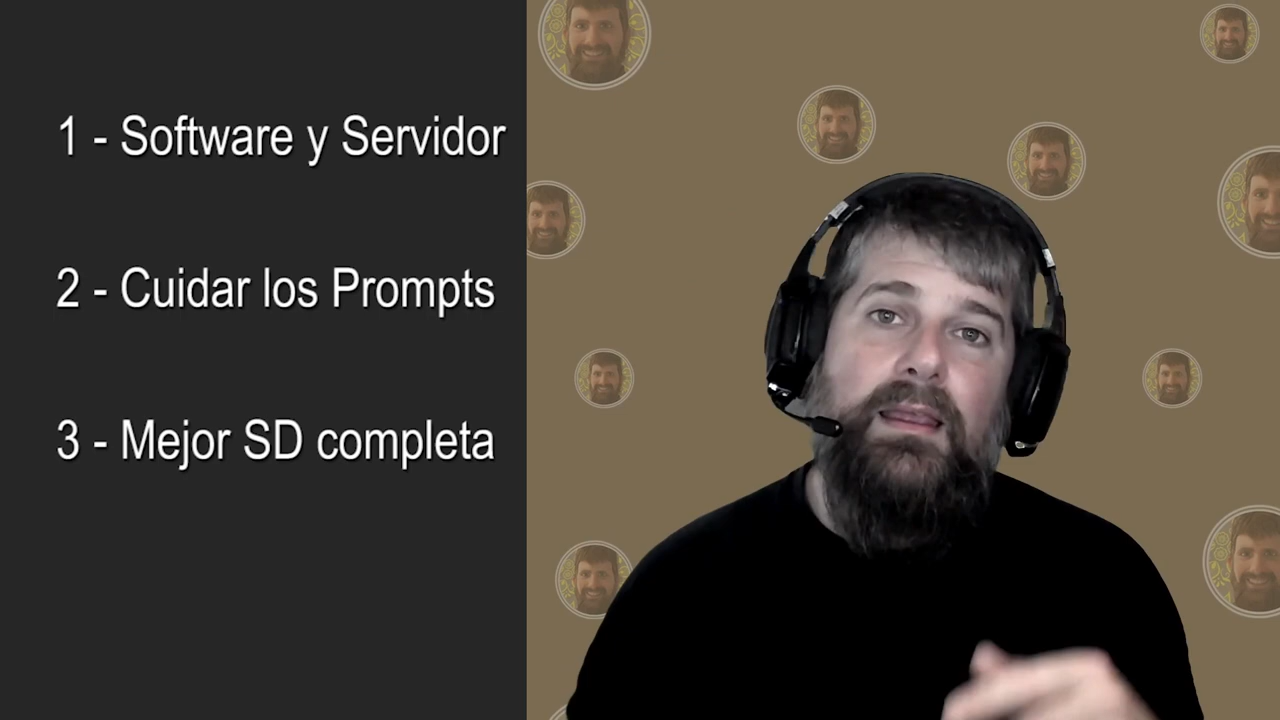 1 - Software y Servidor
2 - Cuidar los Prompts
3 - Mejor SD completa